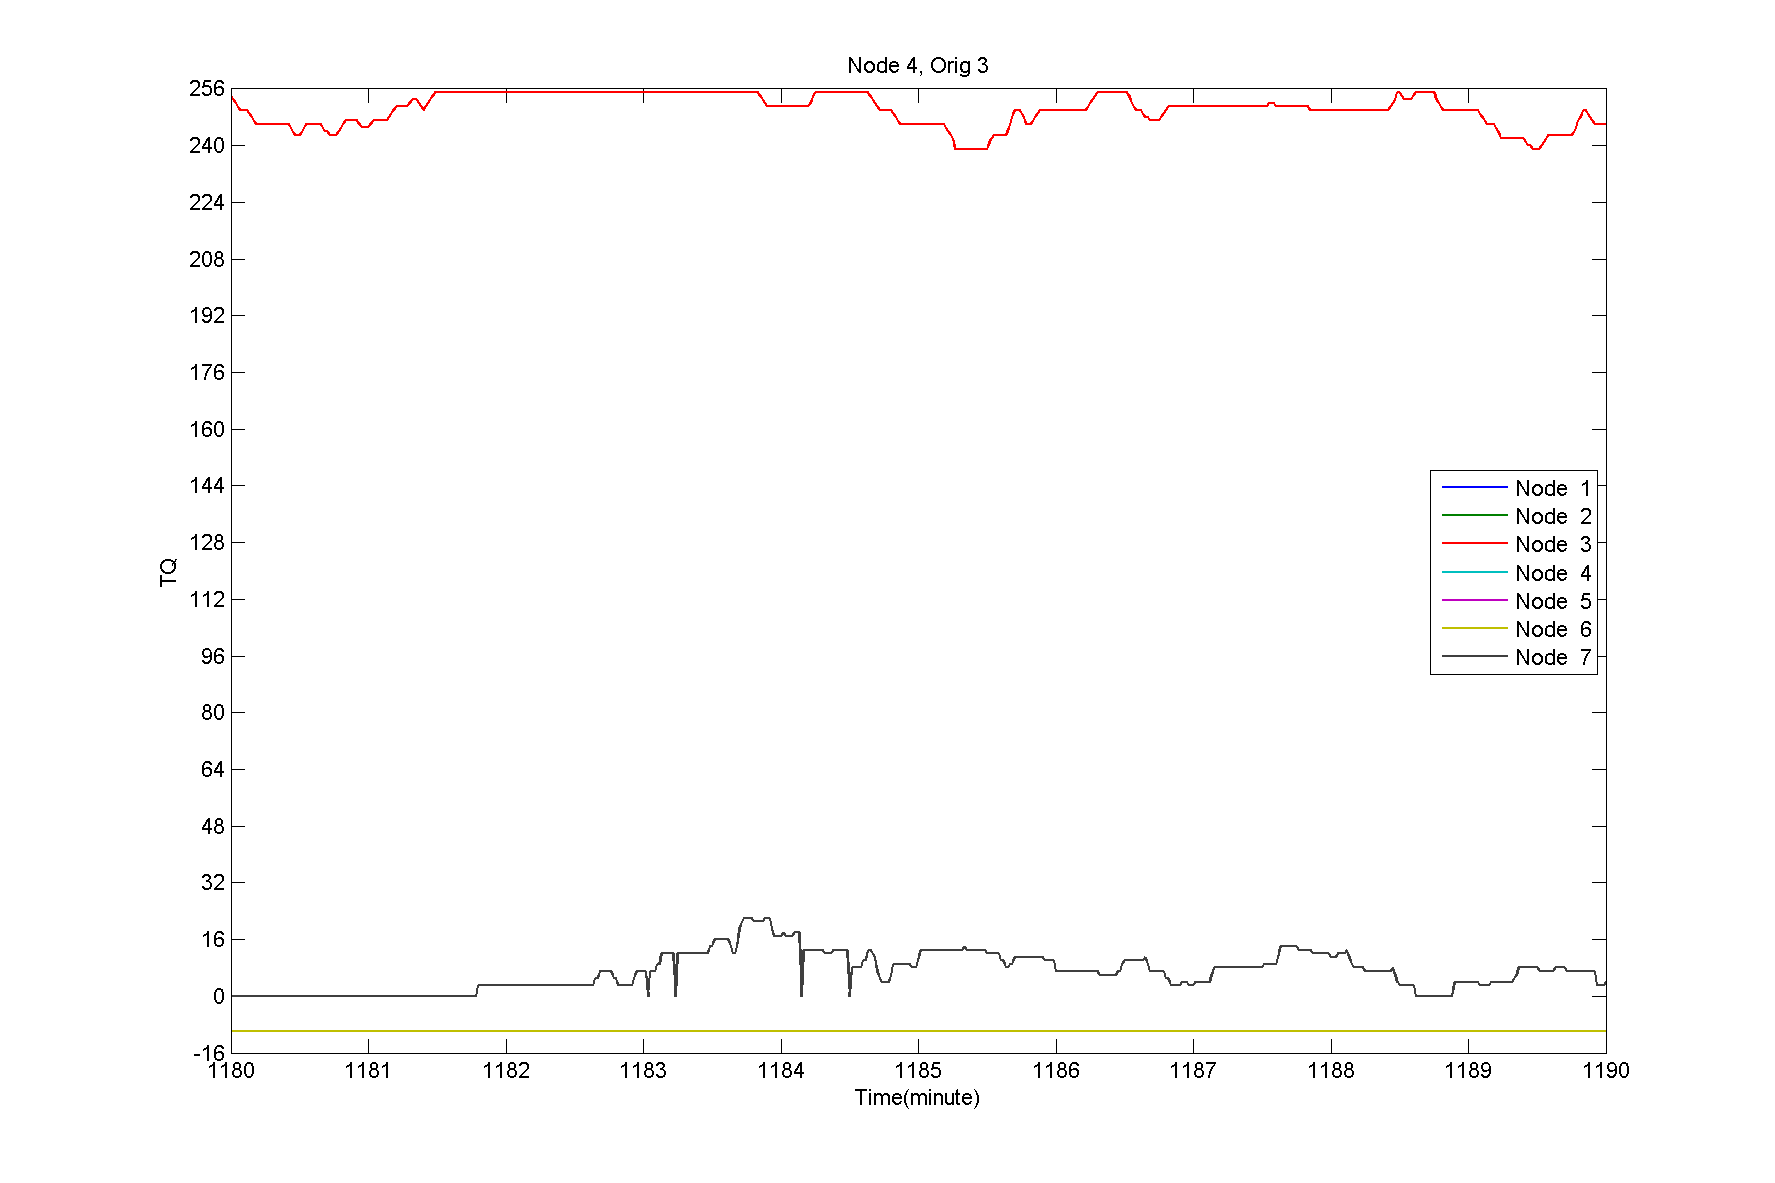 Node 4, Orig 3
256
240
224
208
192
176
160
144
128
112
96
80
64
48
32
16
0
-16
TQ
Node 1
Node 2
Node 3
Node 4
Node 5
Node 6
Node 7
1180 1181 1182 1183 1184 1185 1186 1187 1188 1189 1190
Time(minute)